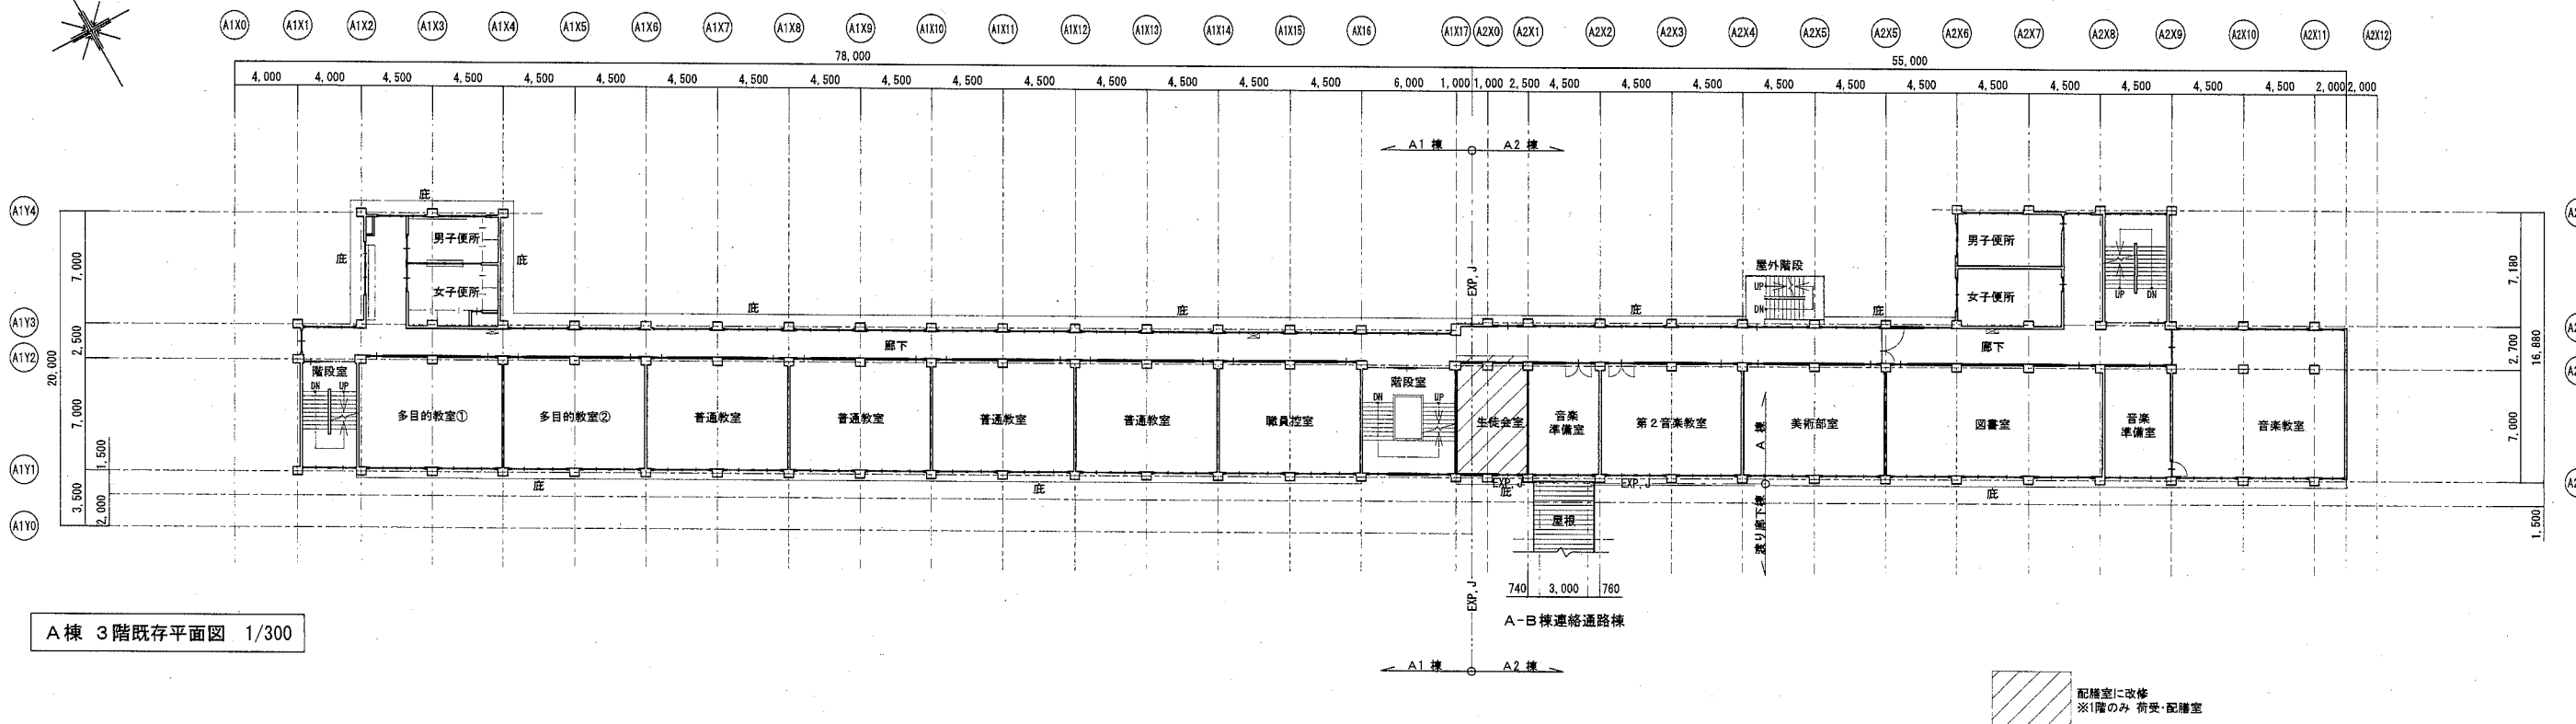 A1X0 A1X1 A1X2 A1X3 A1X4 A1X5 A1X6 A1X7 A1X8 A1X9 A1X10 A1X11 A1X12 A1X13 A1X14 A1X15 AX16 A1X17 A2X0 A2X1 A2X2 A2X3 A2X4 A2X5 A2X5 A2X6 A2X7 A2X8 A2X9 A2X10 A2X11 A2X12
78,000 55,000
4,000 4,000 4,500 4,500 4,500 4,500 4,500 4,500 4,500 4,500 4,500 4,500 4,500 4,500 4,500 4,500 6,000 1,000 1,000 2,500 4,500 4,500 4,500 4,500 4,500 4,500 4,500 4,500 4,500 4,500 4,500 2,000 2,000
A1 棟 A2 棟
庇
A1Y4
男子便所 男子便所
庇 庇
7,000 7,180
屋外階段
EXP,J
女子便所 UP 女子便所 UP DN
DN
庇 庇 庇 庇
A1Y3
2,500 廊下 廊下 2,700
A1Y2
20,000 16,880
階段室 階段室
DN UP DN UP
7,000 多目的教室① 多目的教室② 普通教室 普通教室 普通教室 普通教室 職員控室 生徒会室 音楽準備室 第2音楽教室 美術部室 図書室 音楽準備室 音楽教室 7,000
A 棟
1,500
A1Y1
庇 庇 EXP,J 庇 EXP,J 庇
3,500 2,000 屋根 渡り廊下棟 1,500
A1Y0
EXP,J
740 3,000 760
A-B棟連絡通路棟
A棟 3階既存平面図 1/300
A1 棟 A2 棟
配膳室に改修
※1階のみ 荷受・配膳室